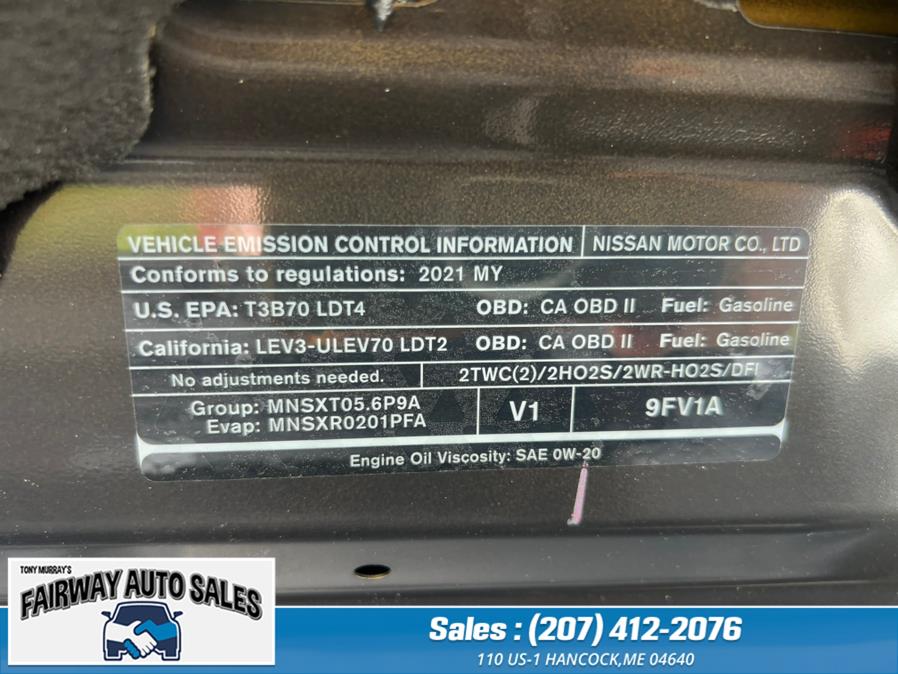 VEHICLE EMISSION CONTROL INFORMATION NISSAN MOTOR CO., LTD
Conforms to regulations: 2021 MY
U.S. EPA: T3B70 LDT4 OBD: CA OBD II Fuel: Gasoline
California: LEV3-ULEV70 LDT2 OBD: CA OBD II Fuel: Gasoline
No adjustments needed. 2TWC(2)/2HO2S/2WR-HO2S/DFI
Group: MNSXT05.6P9A
Evap: MNSXR0201PFA
V1 9FV1A
Engine Oil Viscosity: SAE 0W-20
TONY MURRAY'S
FAIRWAY AUTO SALES
Sales : (207) 412-2076
110 US-1 HANCOCK,ME 04640